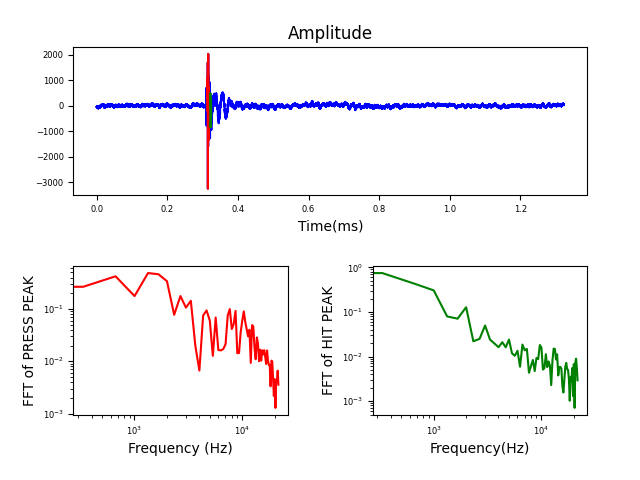 Amplitude
2000
1000
0
−1000
−2000
−3000
0.0 0.2 0.4 0.6 0.8 1.0 1.2
Time(ms)
FFT of PRESS PEAK
10⁻¹
10⁻²
10⁻³
10³ 10⁴
Frequency (Hz)
FFT of HIT PEAK
10⁰
10⁻¹
10⁻²
10⁻³
10³ 10⁴
Frequency(Hz)